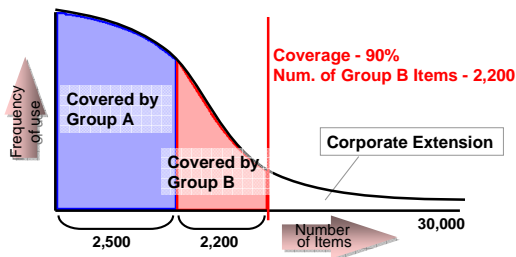 Coverage - 90%
Num. of Group B Items - 2,200
Frequency
of use
Covered by
Group A
Covered by
Group B
Corporate Extension
2,500
2,200
Number
of Items
30,000